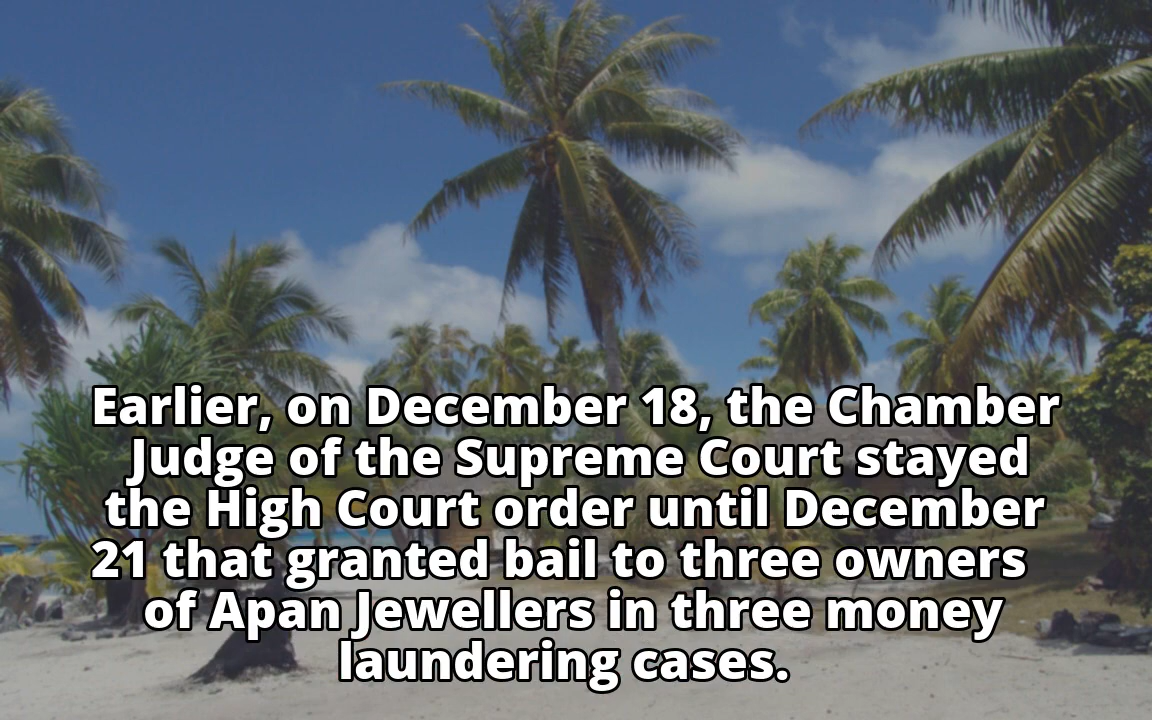 Earlier, on December 18, the Chamber
Judge of the Supreme Court stayed
the High Court order until December
21 that granted bail to three owners
of Apan Jewellers in three money
laundering cases.